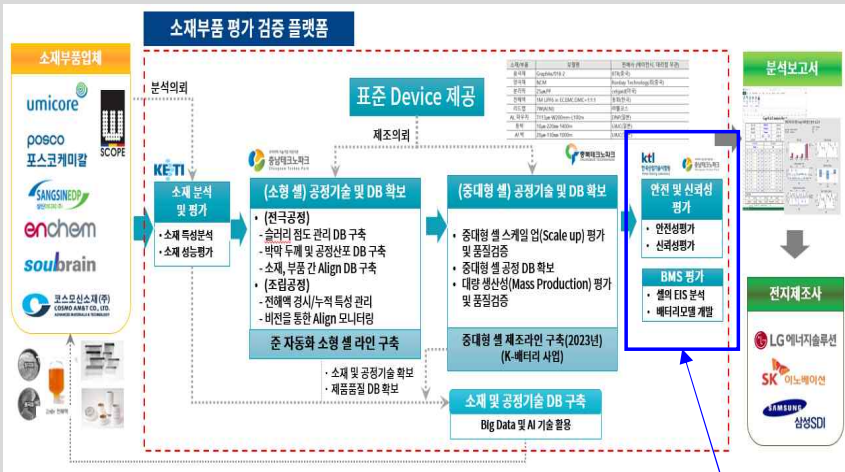 소재부품 평가 검증 플랫폼
소재부품업체
umicore
posco
포스코케미칼
W SCOPE
SANGSINEDP
enchem
soulbrain
코스모신소재(주)
COSMO AM&T CO., LTD.
분석의뢰
표준 Device 제공
제조의뢰
소재/부품
모델명
KETI
충남테크노파크
충북테크노파크
ktl
소재 분석
및 평가
• 소재 특성분석
• 소재 성능평가
(소형 셀) 공정기술 및 DB 확보
• (전극공정)
- 슬러리 점도 관리 DB 구축
- 박막 두께 및 공정산포 DB 구축
- 소재, 부품 간 Align DB 구축
• (조립공정)
- 전해액 경시/누적 특성 관리
- 비전을 통한 Align 모니터링
준 자동화 소형 셀 라인 구축
(중대형 셀) 공정기술 및 DB 확보
• 중대형 셀 스케일 업(Scale up) 평가
및 품질검증
• 중대형 셀 공정 DB 확보
• 대량 생산성(Mass Production) 평가
및 품질검증
중대형 셀 제조라인 구축(2023년)
(K-배터리 사업)
안전 및 신뢰성
평가
• 안전성평가
• 신뢰성평가
BMS 평가
• 셀의 EIS 분석
• 배터리모델 개발
• 소재 및 공정기술 확보
• 제품품질 DB 확보
소재 및 공정기술 DB 구축
Big Data 및 AI 기술 활용
분석보고서
전지제조사
LG 에너지솔루션
SK 이노베이션
SAMSUNG
삼성SDI